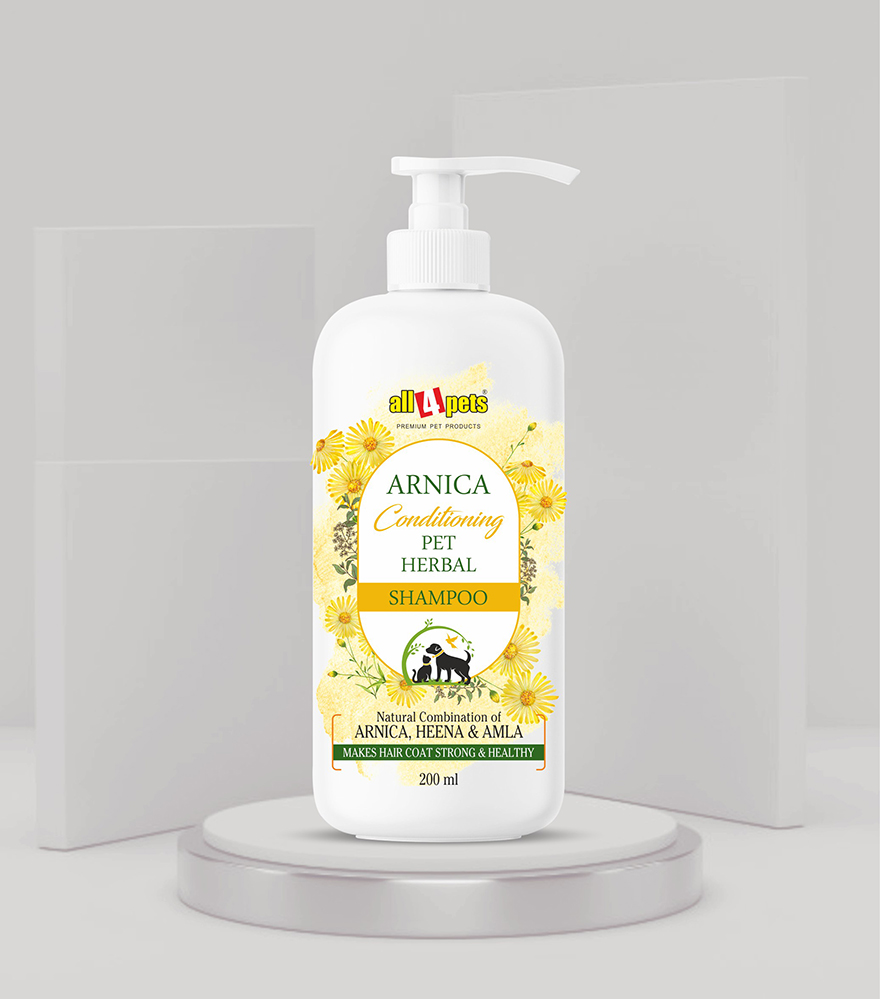 all4pets®
PREMIUM PET PRODUCTS
ARNICA
Conditioning
PET
HERBAL
SHAMPOO
Natural Combination of
ARNICA, HEENA & AMLA
MAKES HAIR COAT STRONG & HEALTHY
200 ml